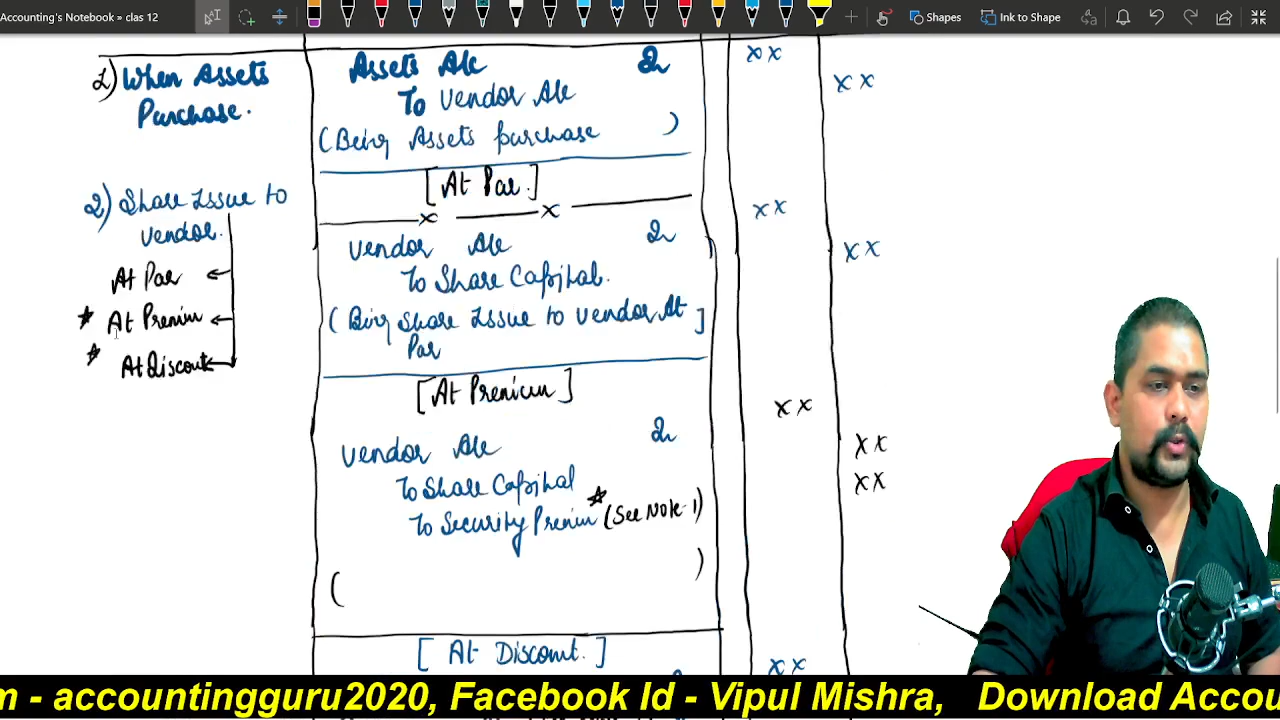 Accounting's Notebook » clas 12
Shapes
Ink to Shape
1) When Assets Purchase.
Assets A/c Dr
To Vendor A/c
(Being Assets purchase )
xx
xx
[At Par.]
x x
2) Share Issue to vendor.
At Par
* At Premium
* At Discount
Vendor A/c Dr
To Share Capital.
(Being Share Issue to vendor At Par]
xx
xx
[At Premium]
Vendor A/c Dr
To Share Capital
To Security Premium * (See Note-1)
( )
xx
xx
xx
[At Discount.]
xx
m - accountingguru2020, Facebook Id - Vipul Mishra, Download Accou